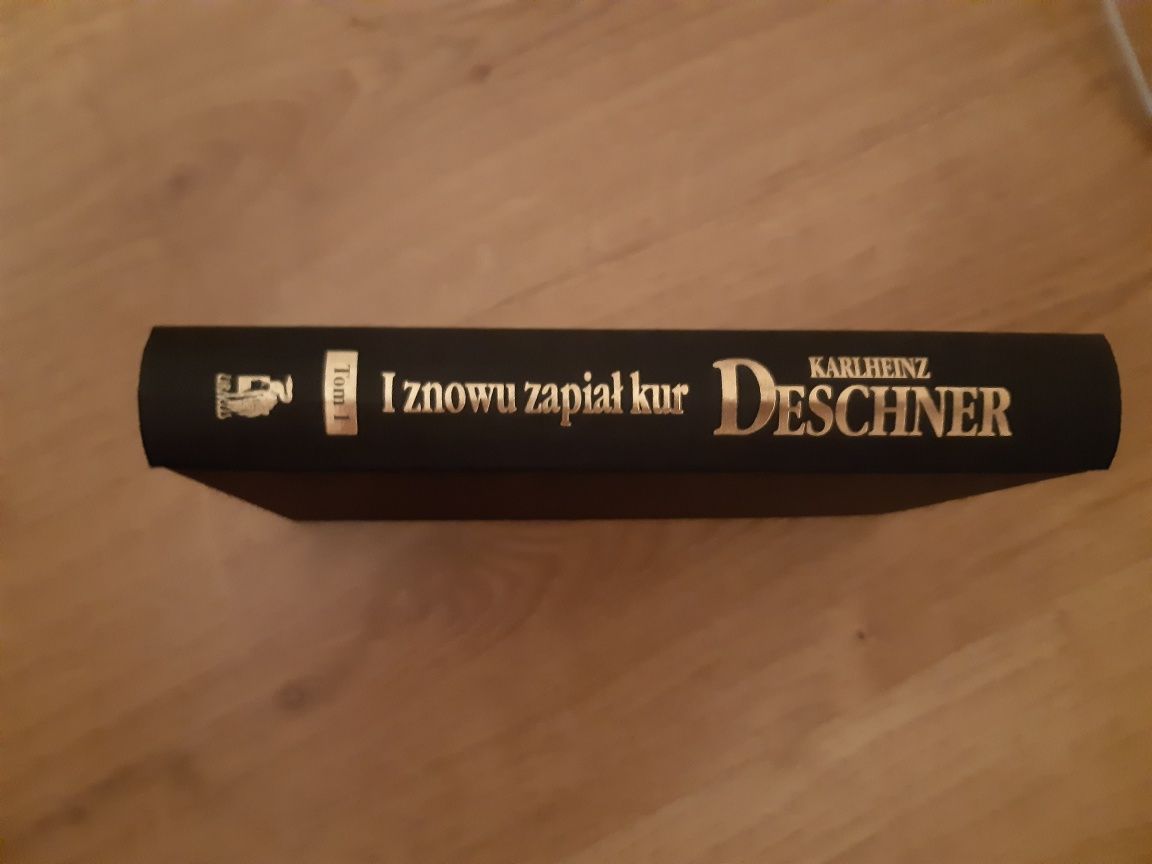 KARLHEINZ
DESCHNER
I znowu zapiał kur
Tom I